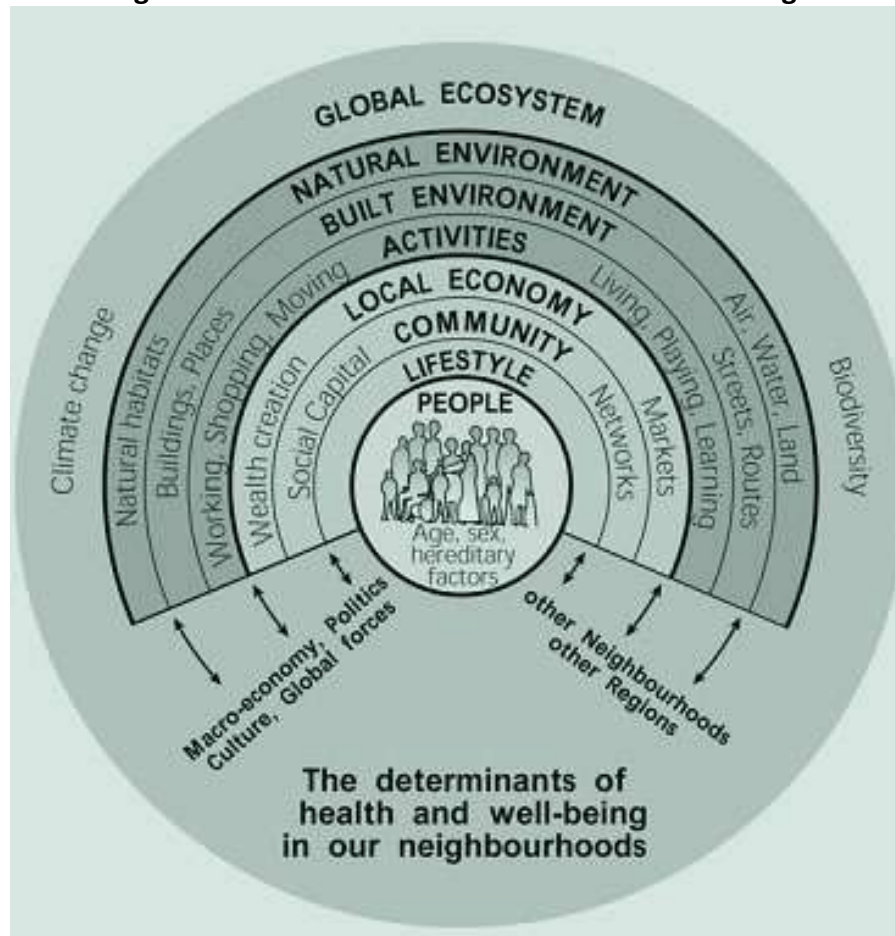 GLOBAL ECOSYSTEM
NATURAL ENVIRONMENT
BUILT ENVIRONMENT
ACTIVITIES
LOCAL ECONOMY
COMMUNITY
LIFESTYLE
PEOPLE
Age, sex,
hereditary
factors
Climate change
Natural habitats
Buildings, Places
Working, Shopping, Moving
Wealth creation
Social Capital
Networks
Markets
Living, Playing, Learning
Streets, Routes
Air, Water, Land
Biodiversity
Macro-economy, Politics
Culture, Global forces
other Neighbourhoods
other Regions
The determinants of
health and well-being
in our neighbourhoods